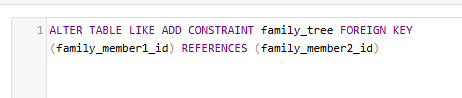 1 ALTER TABLE LIKE ADD CONSTRAINT family_tree FOREIGN KEY
(family_member1_id) REFERENCES (family_member2_id)